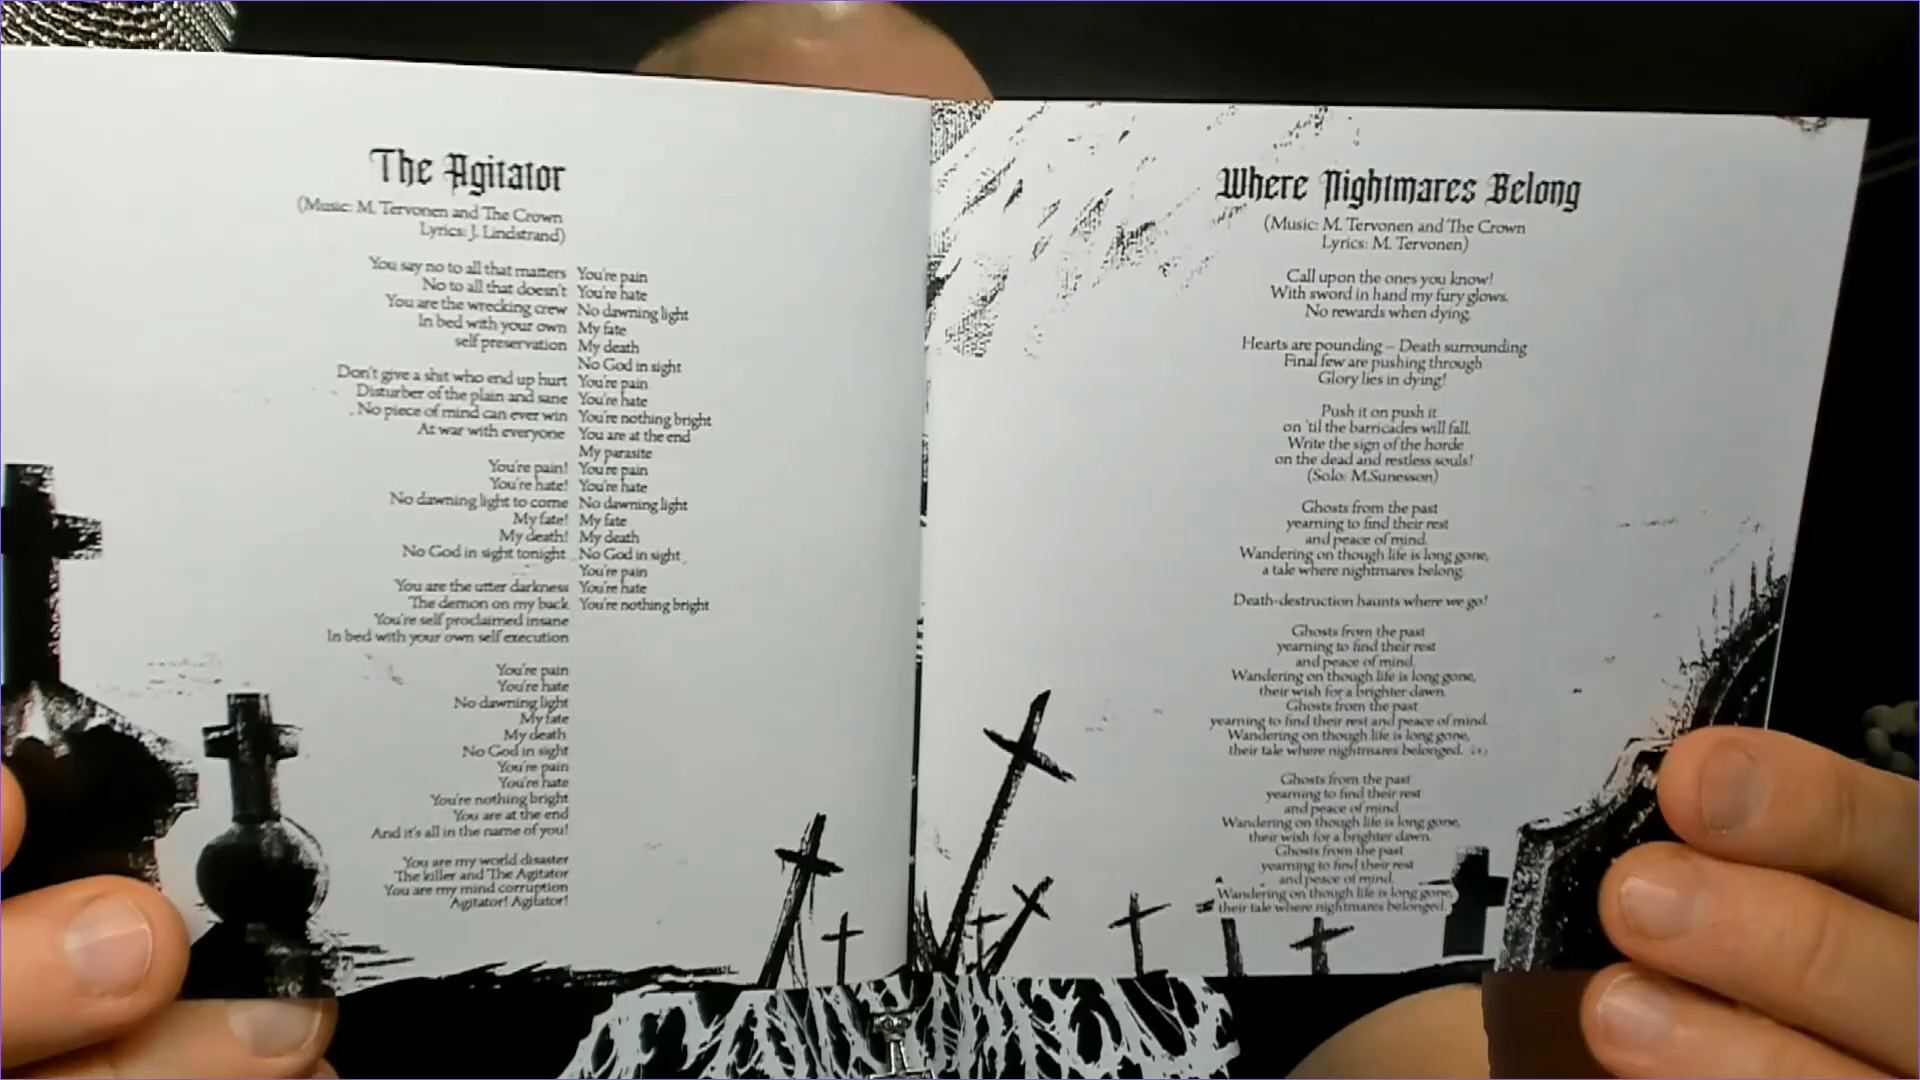 The Agitator
(Music: M. Tervonen and The Crown
Lyrics: J. Lindstrand)
You say no to all that matters
No to all that doesn't
You are the wrecking crew
In bed with your own
self preservation
Don't give a shit who end up hurt
Disturber of the plain and sane
No piece of mind can ever win
At war with everyone
You're pain!
You're hate!
No dawning light to come
My fate!
My death!
No God in sight tonight
You are the utter darkness
The demon on my back
You're self proclaimed insane
In bed with your own self execution
You're pain
You're hate
No dawning light
My fate
My death
No God in sight
You're pain
You're hate
You're nothing bright
You are at the end
And it's all in the name of you!
You are my world disaster
The killer and The Agitator
You are my mind corruption
Agitator! Agitator!
You're pain
You're hate
No dawning light
My fate
My death
No God in sight
You're pain
You're hate
You're nothing bright
You are at the end
My parasite
You're pain
You're hate
No dawning light
My fate
My death
No God in sight
You're pain
You're hate
You're nothing bright
Where Nightmares Belong
(Music: M. Tervonen and The Crown
Lyrics: M. Tervonen)
Call upon the ones you know!
With sword in hand my fury glows.
No rewards when dying.
Hearts are pounding – Death surrounding
Final few are pushing through
Glory lies in dying!
Push it on push it
on 'til the barricades will fall.
Write the sign of the horde
on the dead and restless souls!
(Solo: M.Sunesson)
Ghosts from the past
yearning to find their rest
and peace of mind.
Wandering on though life is long gone,
a tale where nightmares belong.
Death-destruction haunts where we go!
Ghosts from the past
yearning to find their rest
and peace of mind.
Wandering on though life is long gone,
their wish for a brighter dawn.
Ghosts from the past
yearning to find their rest and peace of mind.
Wandering on though life is long gone,
their tale where nightmares belonged.
Ghosts from the past
yearning to find their rest
and peace of mind.
Wandering on though life is long gone,
their wish for a brighter dawn.
Ghosts from the past
yearning to find their rest
and peace of mind.
Wandering on though life is long gone,
their tale where nightmares belonged.